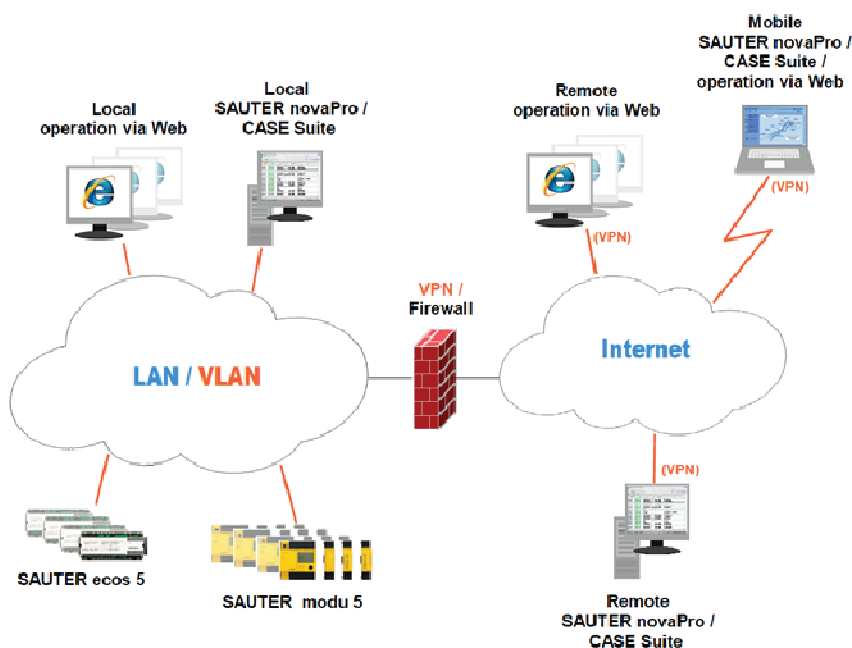 Mobile
SAUTER novaPro /
CASE Suite /
operation via Web
Local
SAUTER novaPro /
CASE Suite
Remote
operation via Web
Local
operation via Web
(VPN)
(VPN)
VPN /
Firewall
LAN / VLAN
Internet
(VPN)
SAUTER ecos 5
SAUTER modu 5
Remote
SAUTER novaPro /
CASE Suite